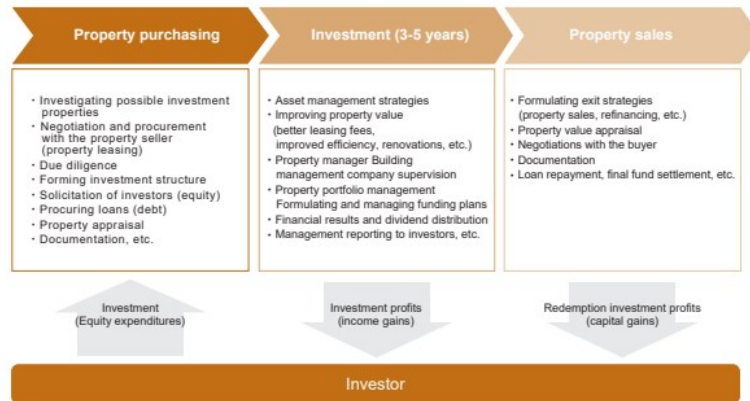 Property purchasing
Investment (3-5 years)
Property sales
・Investigating possible investment
properties
・Negotiation and procurement
with the property seller
(property leasing)
・Due diligence
・Forming investment structure
・Solicitation of investors (equity)
・Procuring loans (debt)
・Property appraisal
・Documentation, etc.
・Asset management strategies
・Improving property value
(better leasing fees,
improved efficiency, renovations, etc.)
・Property manager Building
management company supervision
・Property portfolio management
Formulating and managing funding plans
・Financial results and dividend distribution
・Management reporting to investors, etc.
・Formulating exit strategies
(property sales, refinancing, etc.)
・Property value appraisal
・Negotiations with the buyer
・Documentation
・Loan repayment, final fund settlement, etc.
Investment
(Equity expenditures)
Investment profits
(income gains)
Redemption investment profits
(capital gains)
Investor